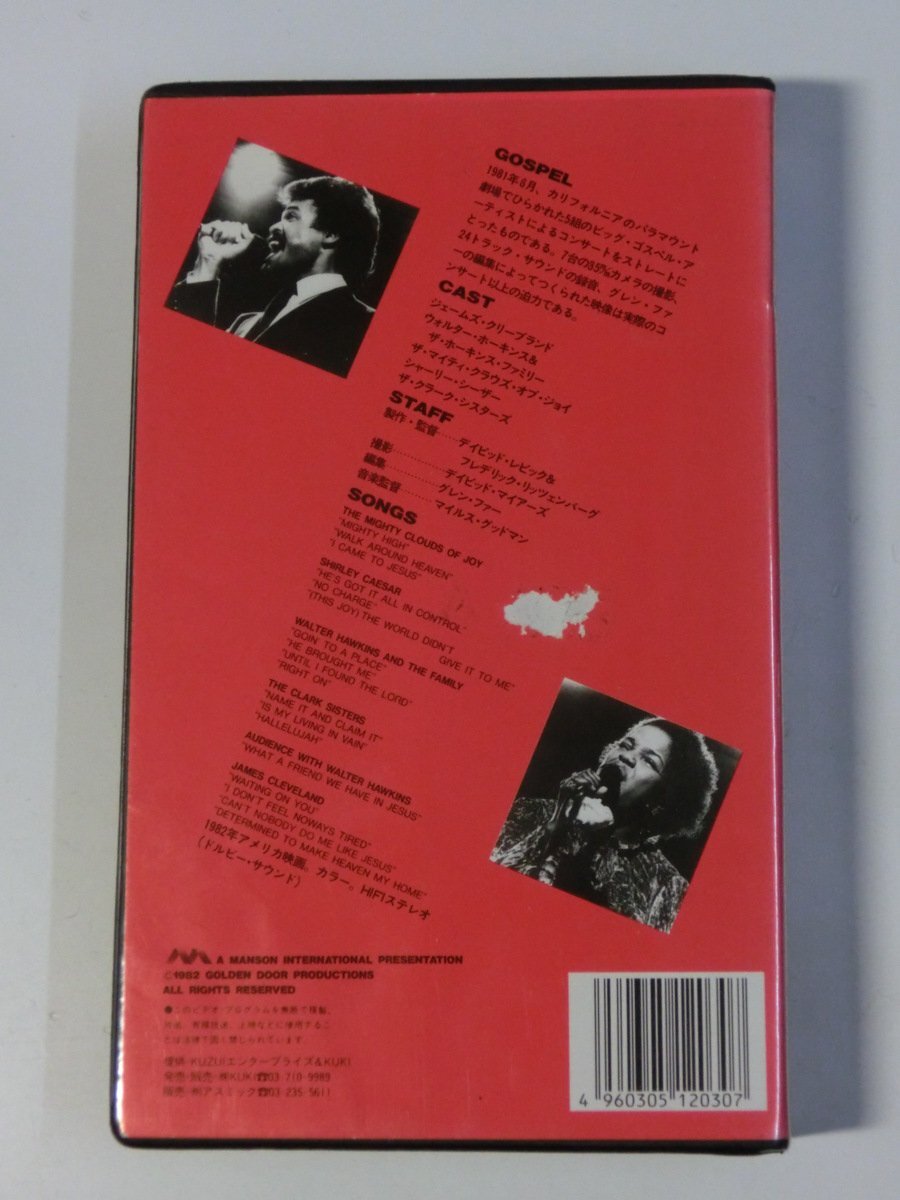 GOSPEL
1981年6月、カリフォルニアのパラマウント
劇場でひらかれた5組のビッグ・ゴスペル・ア
ーティストによるコンサートをストレートに
とったものである。7台の35㎜カメラの撮影、
24トラック・サウンドの録音、グレン・ファ
ーの編集によってつくられた映像は実際のコ
ンサート以上の迫力である。
CAST
ジェームズ・クリーブランド
ウォルター・ホーキンス&
ザ・ホーキンス・ファミリー
ザ・マイティ・クラウズ・オブ・ジョイ
シャーリー・シーザー
ザ・クラーク・シスターズ
STAFF
製作・監督……デイビッド・レビック&
フレデリック・リッツェンバーグ
撮影…………デイビッド・マイアーズ
編集…………グレン・ファー
音楽監督………マイルス・グッドマン
SONGS
THE MIGHTY CLOUDS OF JOY
"MIGHTY HIGH"
"WALK AROUND HEAVEN"
"I CAME TO JESUS"
SHIRLEY CAESAR
"HE'S GOT IT ALL IN CONTROL"
"NO CHARGE"
"(THIS JOY) THE WORLD DIDN'T
GIVE IT TO ME"
WALTER HAWKINS AND THE FAMILY
"GOIN' TO A PLACE"
"HE BROUGHT ME"
"UNTIL I FOUND THE LORD"
"RIGHT ON"
THE CLARK SISTERS
"NAME IT AND CLAIM IT"
"IS MY LIVING IN VAIN"
"HALLELUJAH"
AUDIENCE WITH WALTER HAWKINS
"WHAT A FRIEND WE HAVE IN JESUS"
JAMES CLEVELAND
"WAITING ON YOU"
"I DON'T FEEL NOWAYS TIRED"
"CAN'T NOBODY DO ME LIKE JESUS"
"DETERMINED TO MAKE HEAVEN MY HOME"
1982年アメリカ映画。カラー。HIFIステレオ
(ドルビー・サウンド)
A MANSON INTERNATIONAL PRESENTATION
©1982 GOLDEN DOOR PRODUCTIONS
ALL RIGHTS RESERVED
●このビデオ・プログラムを無断で複製、
放送、有線放送、上映などに使用するこ
とは法律で固く禁じられております。
提供・KUZUIエンタープライズ&KUKI
発売・販売・㈱KUKI☎03-710-9989
販売・㈱アスミック☎03-235-5611
4 960305 120307